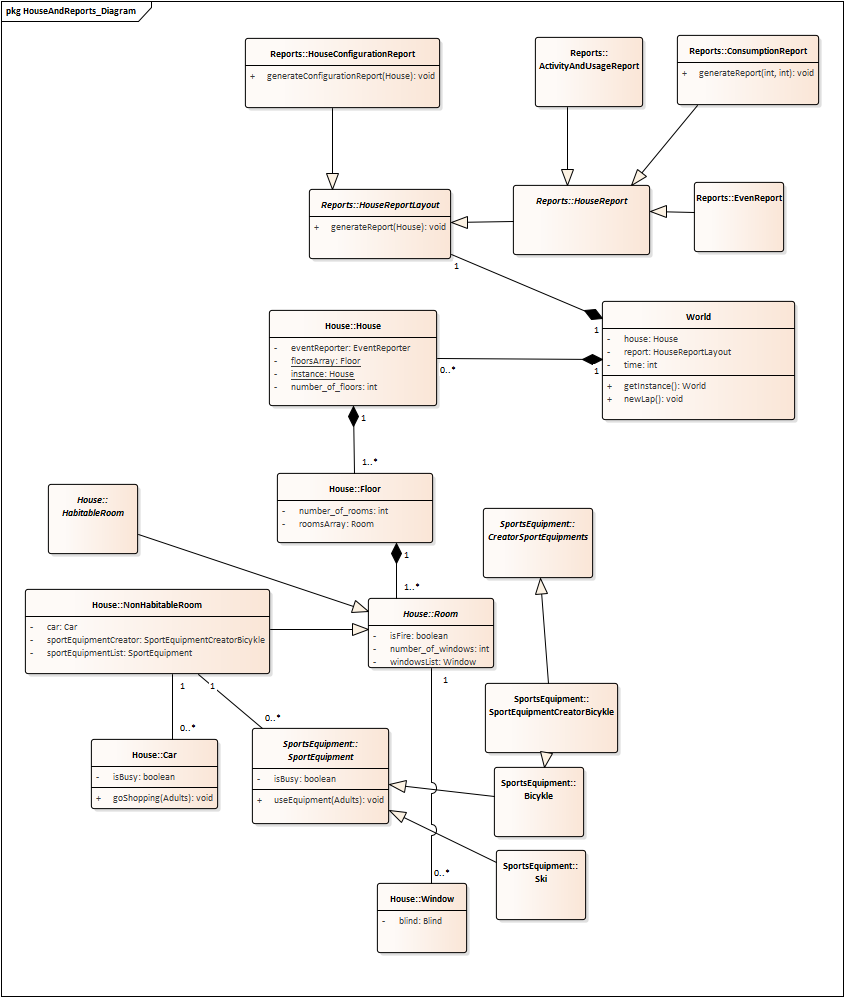 pkg HouseAndReports_Diagram
Reports::HouseConfigurationReport
+ generateConfigurationReport(House): void
Reports::
ActivityAndUsageReport
Reports::ConsumptionReport
+ generateReport(int, int): void
Reports::HouseReportLayout
+ generateReport(House): void
Reports::HouseReport
Reports::EvenReport
1
1
World
- house: House
- report: HouseReportLayout
- time: int
+ getInstance(): World
+ newLap(): void
House::House
- eventReporter: EventReporter
- floorsArray: Floor
- instance: House
- number_of_floors: int
0..*
1
1
1..*
House::Floor
- number_of_rooms: int
- roomsArray: Room
House::
HabitableRoom
SportsEquipment::
CreatorSportEquipments
1
1..*
House::NonHabitableRoom
- car: Car
- sportEquipmentCreator: SportEquipmentCreatorBicykle
- sportEquipmentList: SportEquipment
House::Room
- isFire: boolean
- number_of_windows: int
- windowsList: Window
1
1
1
0..*
0..*
SportsEquipment::
SportEquipmentCreatorBicykle
House::Car
- isBusy: boolean
+ goShopping(Adults): void
SportsEquipment::
SportEquipment
- isBusy: boolean
+ useEquipment(Adults): void
SportsEquipment::
Bicykle
SportsEquipment::
Ski
0..*
House::Window
- blind: Blind